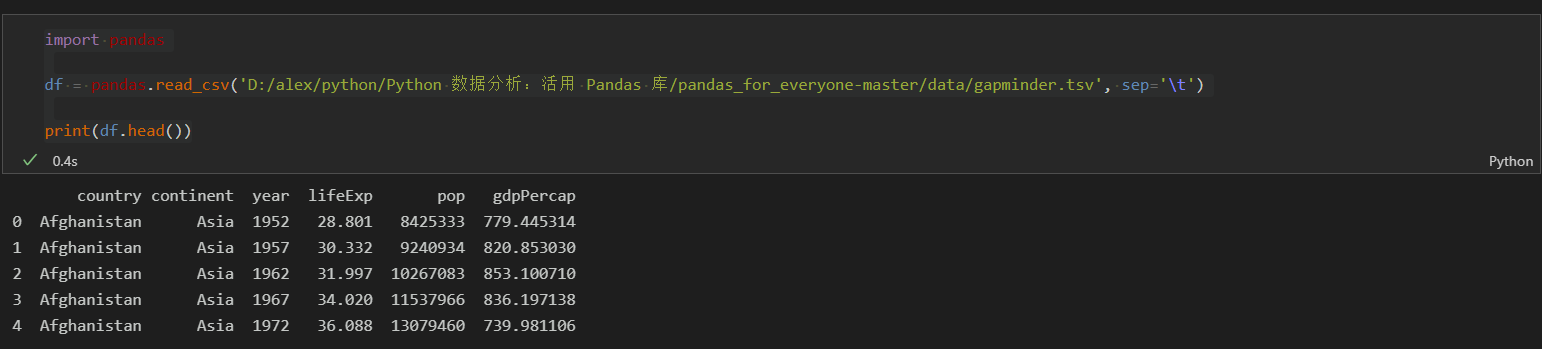 import pandas
df = pandas.read_csv('D:/alex/python/Python 数据分析：活用 Pandas 库/pandas_for_everyone-master/data/gapminder.tsv', sep='\t')
print(df.head())
0.4s
Python
country continent year lifeExp pop gdpPercap
0 Afghanistan Asia 1952 28.801 8425333 779.445314
1 Afghanistan Asia 1957 30.332 9240934 820.853030
2 Afghanistan Asia 1962 31.997 10267083 853.100710
3 Afghanistan Asia 1967 34.020 11537966 836.197138
4 Afghanistan Asia 1972 36.088 13079460 739.981106